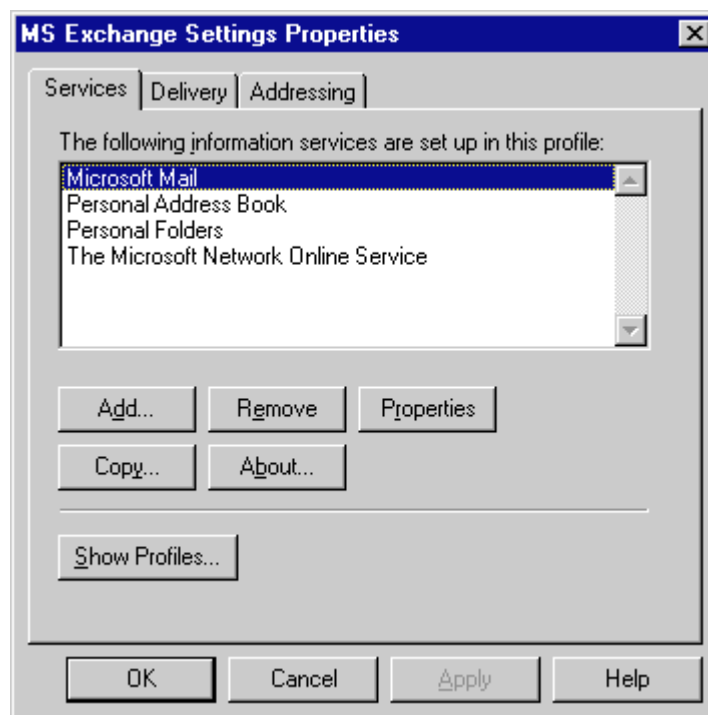 MS Exchange Settings Properties
Services Delivery Addressing
The following information services are set up in this profile:
Microsoft Mail
Personal Address Book
Personal Folders
The Microsoft Network Online Service
Add... Remove Properties
Copy... About...
Show Profiles...
OK Cancel Apply Help